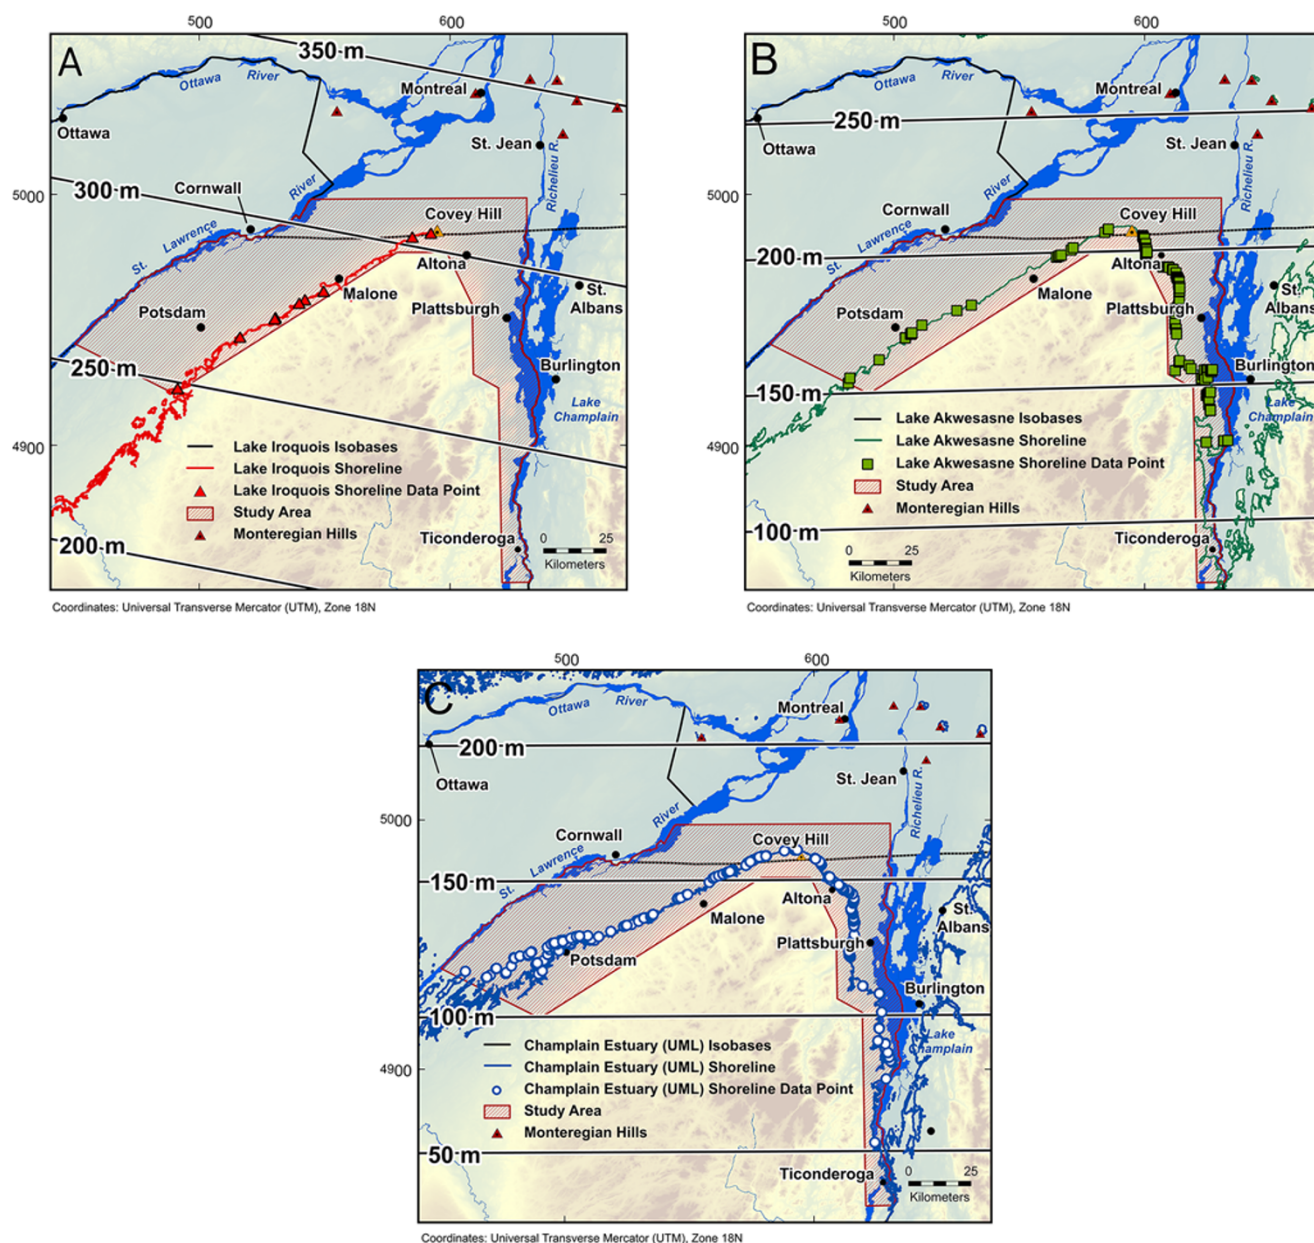 500
600
A
350 m
Ottawa
River
Montreal
Ottawa
St. Jean
Richelieu R.
5000
300 m
Cornwall
River
St. Lawrence
Covey Hill
Altona
Malone
Potsdam
Plattsburgh
St.
Albans
250 m
Burlington
Lake
Champlain
4900
Lake Iroquois Isobases
Lake Iroquois Shoreline
Lake Iroquois Shoreline Data Point
Study Area
Monteregian Hills
200 m
Ticonderoga
0 25
Kilometers
Coordinates: Universal Transverse Mercator (UTM), Zone 18N
500
600
B
Ottawa
River
Montreal
250 m
Ottawa
St. Jean
Richelieu R.
5000
Cornwall
River
St. Lawrence
Covey Hill
200 m
Altona
Malone
St.
Albans
Potsdam
Plattsburgh
Burlington
150 m
Lake
Champlain
Lake Akwesasne Isobases
Lake Akwesasne Shoreline
4900
Lake Akwesasne Shoreline Data Point
Study Area
Monteregian Hills
100 m
Ticonderoga
0 25
Kilometers
Coordinates: Universal Transverse Mercator (UTM), Zone 18N
500
600
C
Ottawa
River
Montreal
200 m
Ottawa
St. Jean
Richelieu R.
5000
River
Cornwall
St. Lawrence
Covey Hill
150 m
Altona
Malone
St.
Albans
Plattsburgh
Potsdam
Burlington
100 m
Lake
Champlain
Champlain Estuary (UML) Isobases
Champlain Estuary (UML) Shoreline
4900
Champlain Estuary (UML) Shoreline Data Point
Study Area
Monteregian Hills
50 m
Ticonderoga
0 25
Kilometers
Coordinates: Universal Transverse Mercator (UTM), Zone 18N